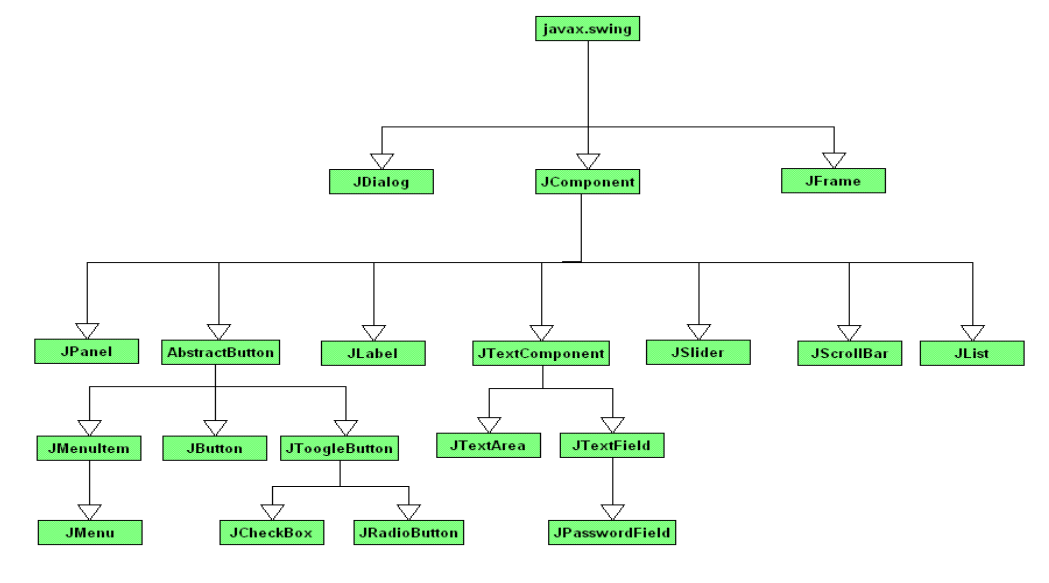 javax.swing
JDialog
JComponent
JFrame
JPanel
AbstractButton
JLabel
JTextComponent
JSlider
JScrollBar
JList
JMenuItem
JButton
JToogleButton
JTextArea
JTextField
JMenu
JCheckBox
JRadioButton
JPasswordField